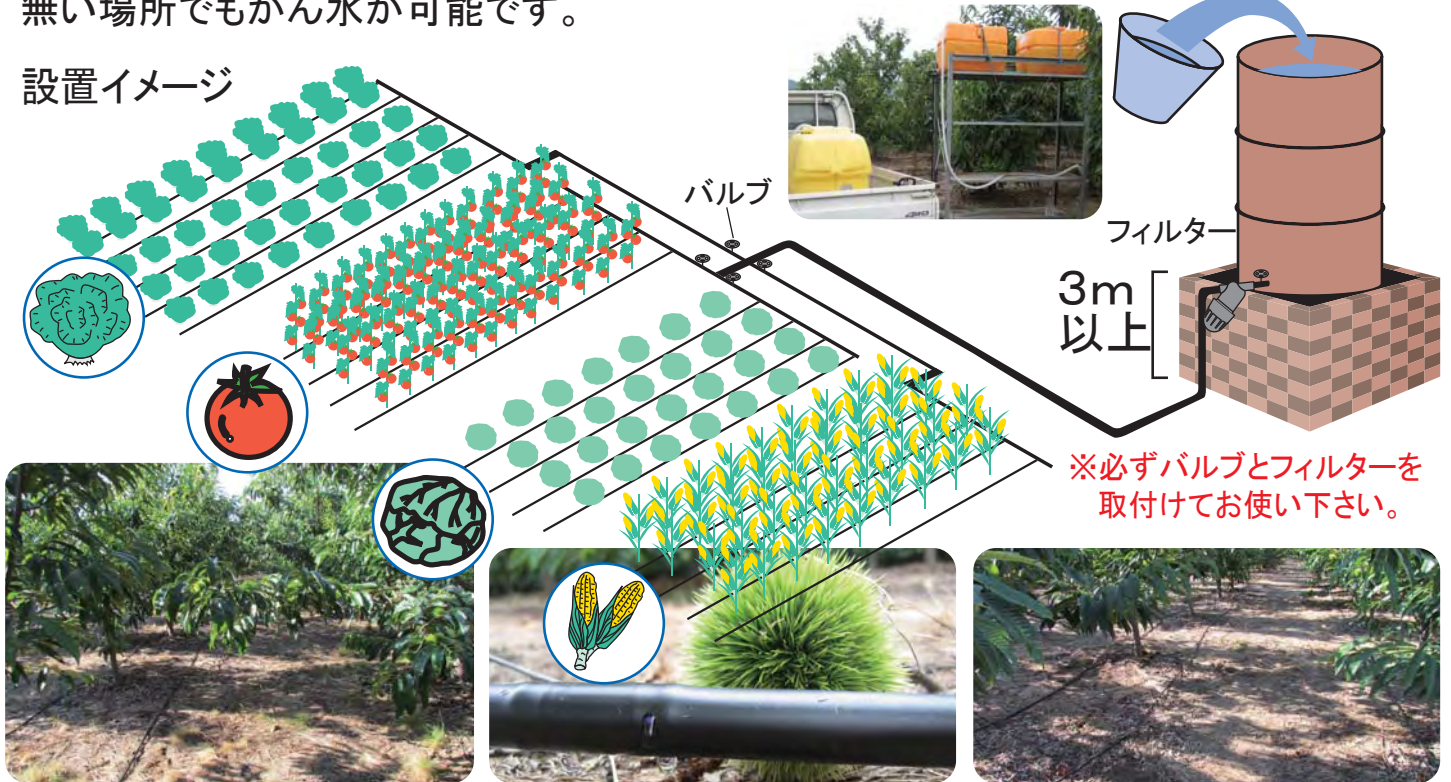 無い場所でもかん水が可能です。
設置イメージ
バルブ
フィルター
3m
以上
※必ずバルブとフィルターを
取付けてお使い下さい。